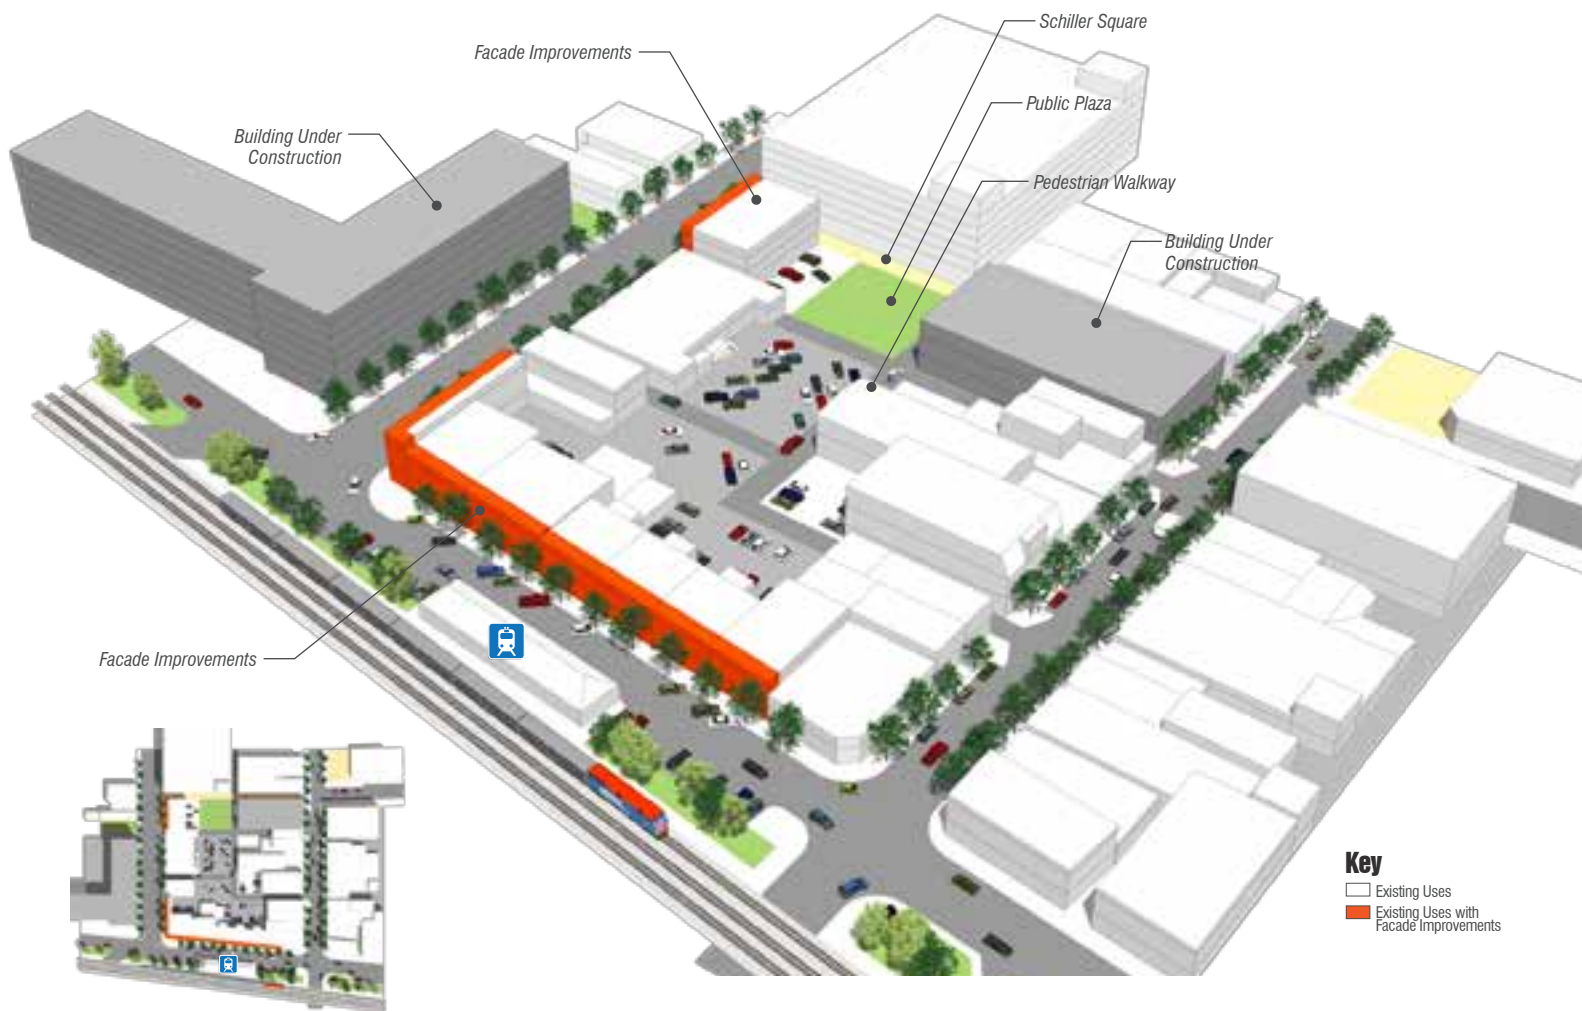 Schiller Square
Facade Improvements
Public Plaza
Building Under
Construction
Pedestrian Walkway
Building Under
Construction
Facade Improvements
Key
Existing Uses
Existing Uses with
Facade Improvements